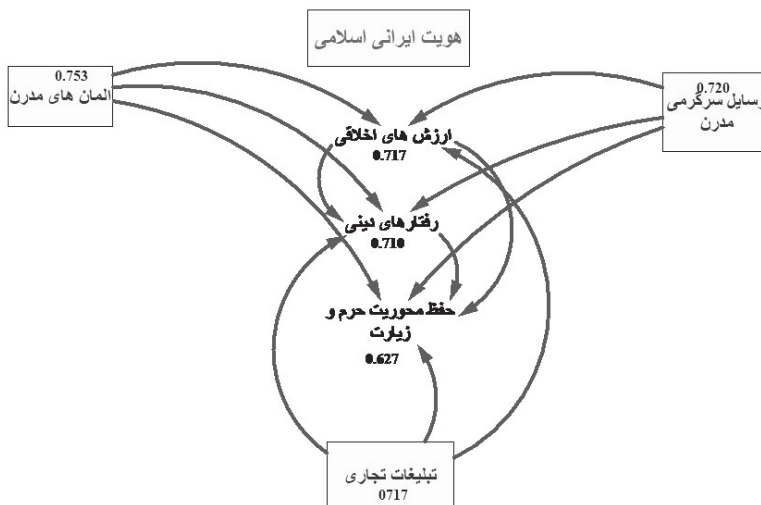 هویت ایرانی اسلامی
0.753
المان های مدرن
0.720
وسایل سرگرمی
مدرن
ارزش های اخلاقی
0.717
رفتارهای دینی
0.710
حفظ محوریت حرم و
زیارت
0.627
تبلیغات تجاری
0717